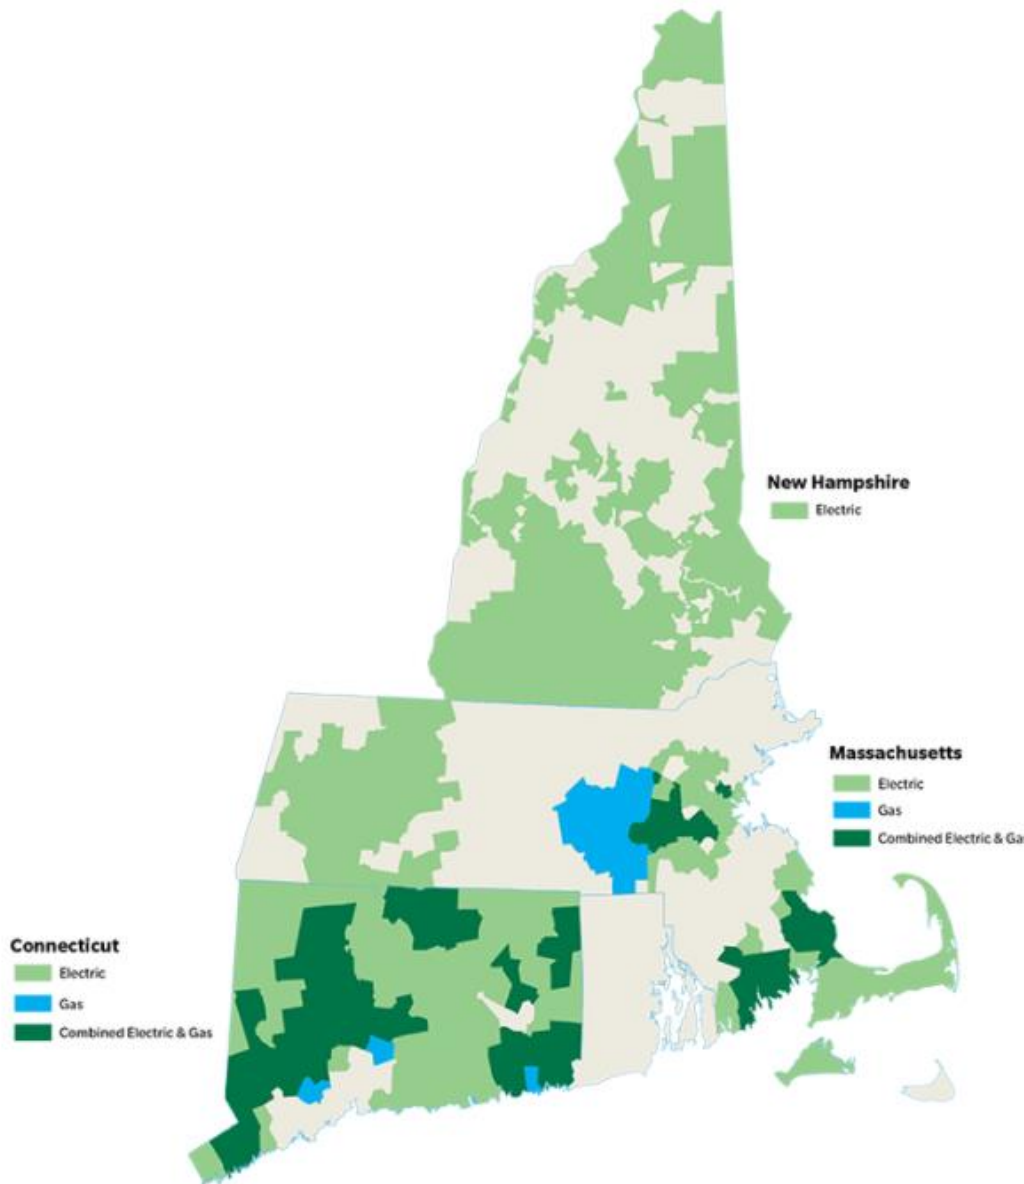 New Hampshire
Electric
Massachusetts
Electric
Gas
Combined Electric & Gas
Connecticut
Electric
Gas
Combined Electric & Gas